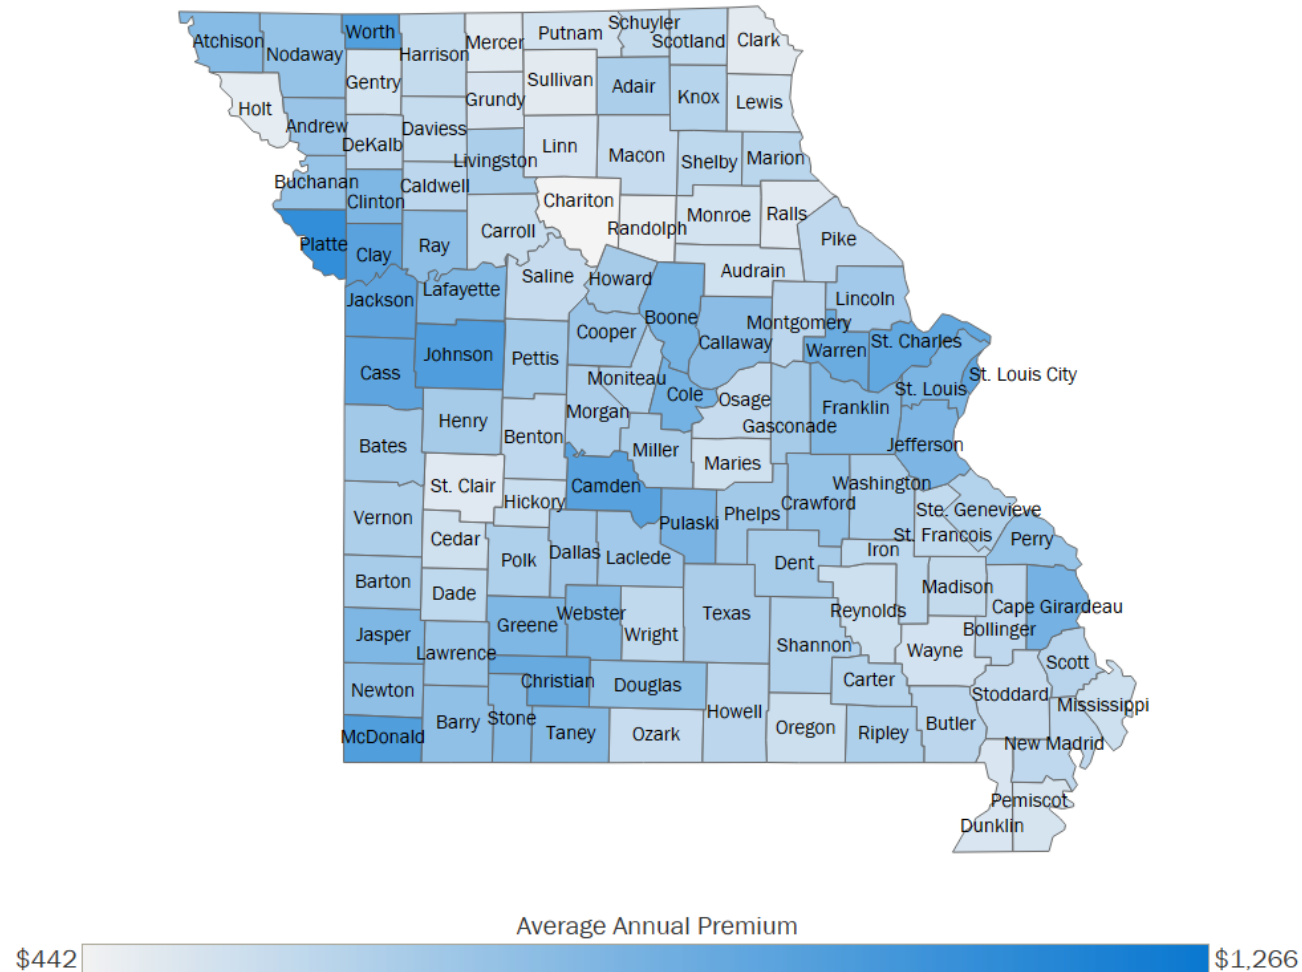 Schuyler
Worth
Atchison
Nodaway
Harrison
Mercer
Putnam
Scotland
Clark
Gentry
Sullivan
Adair
Knox
Lewis
Grundy
Holt
Andrew
DeKalb
Daviess
Livingston
Linn
Macon
Shelby
Marion
Buchanan
Clinton
Caldwell
Chariton
Randolph
Monroe
Ralls
Platte
Clay
Ray
Carroll
Pike
Saline
Howard
Audrain
Jackson
Lafayette
Boone
Lincoln
Montgomery
Cooper
Callaway
Warren
St. Charles
Johnson
Pettis
Cass
Moniteau
Cole
Osage
St. Louis
St. Louis City
Henry
Benton
Morgan
Gasconade
Franklin
Bates
Miller
Maries
Jefferson
St. Clair
Hickory
Camden
Washington
Crawford
Vernon
Pulaski
Phelps
Ste. Genevieve
St. Francois
Cedar
Polk
Dallas
Laclede
Dent
Iron
Perry
Barton
Dade
Madison
Jasper
Greene
Webster
Wright
Texas
Reynolds
Cape Girardeau
Bollinger
Lawrence
Shannon
Wayne
Scott
Newton
Christian
Douglas
Carter
Stoddard
Mississippi
McDonald
Barry
Stone
Taney
Ozark
Howell
Oregon
Ripley
Butler
New Madrid
Pemiscot
Dunklin
Average Annual Premium
$442
$1,266